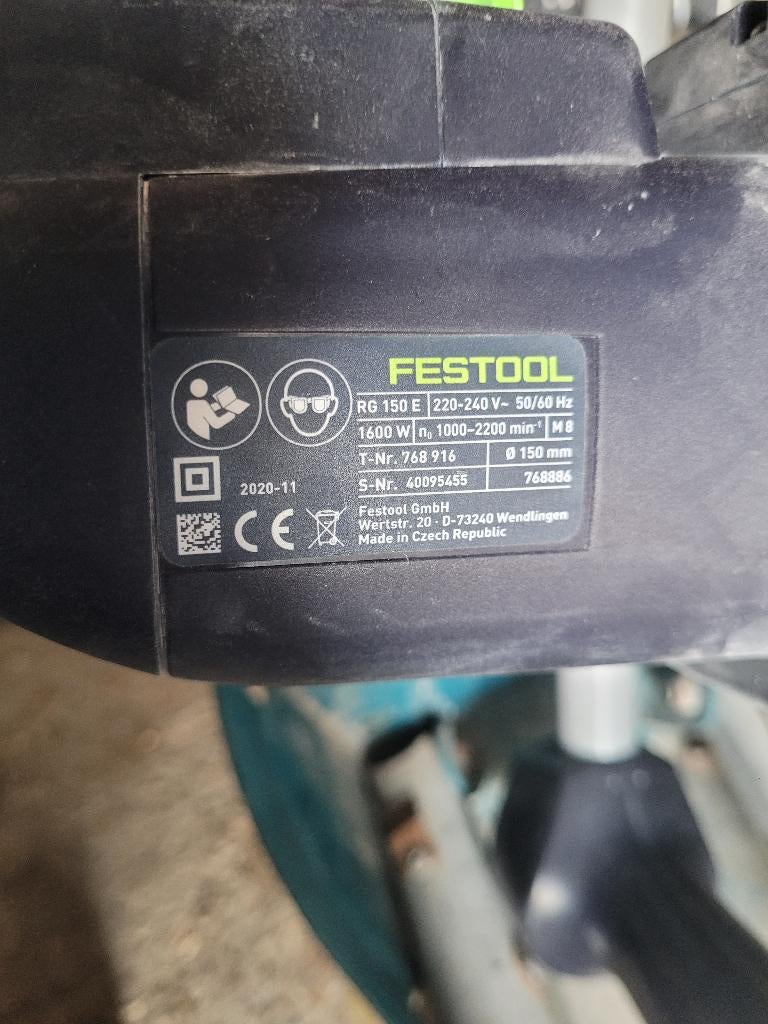 FESTOOL
RG 150 E 220-240 V~ 50/60 Hz
1600 W n₀ 1000-2200 min⁻¹ M 8
T-Nr. 768 916 Ø 150 mm
S-Nr. 40095455 768886
2020-11
CE
Festool GmbH
Wertstr. 20 · D-73240 Wendlingen
Made in Czech Republic